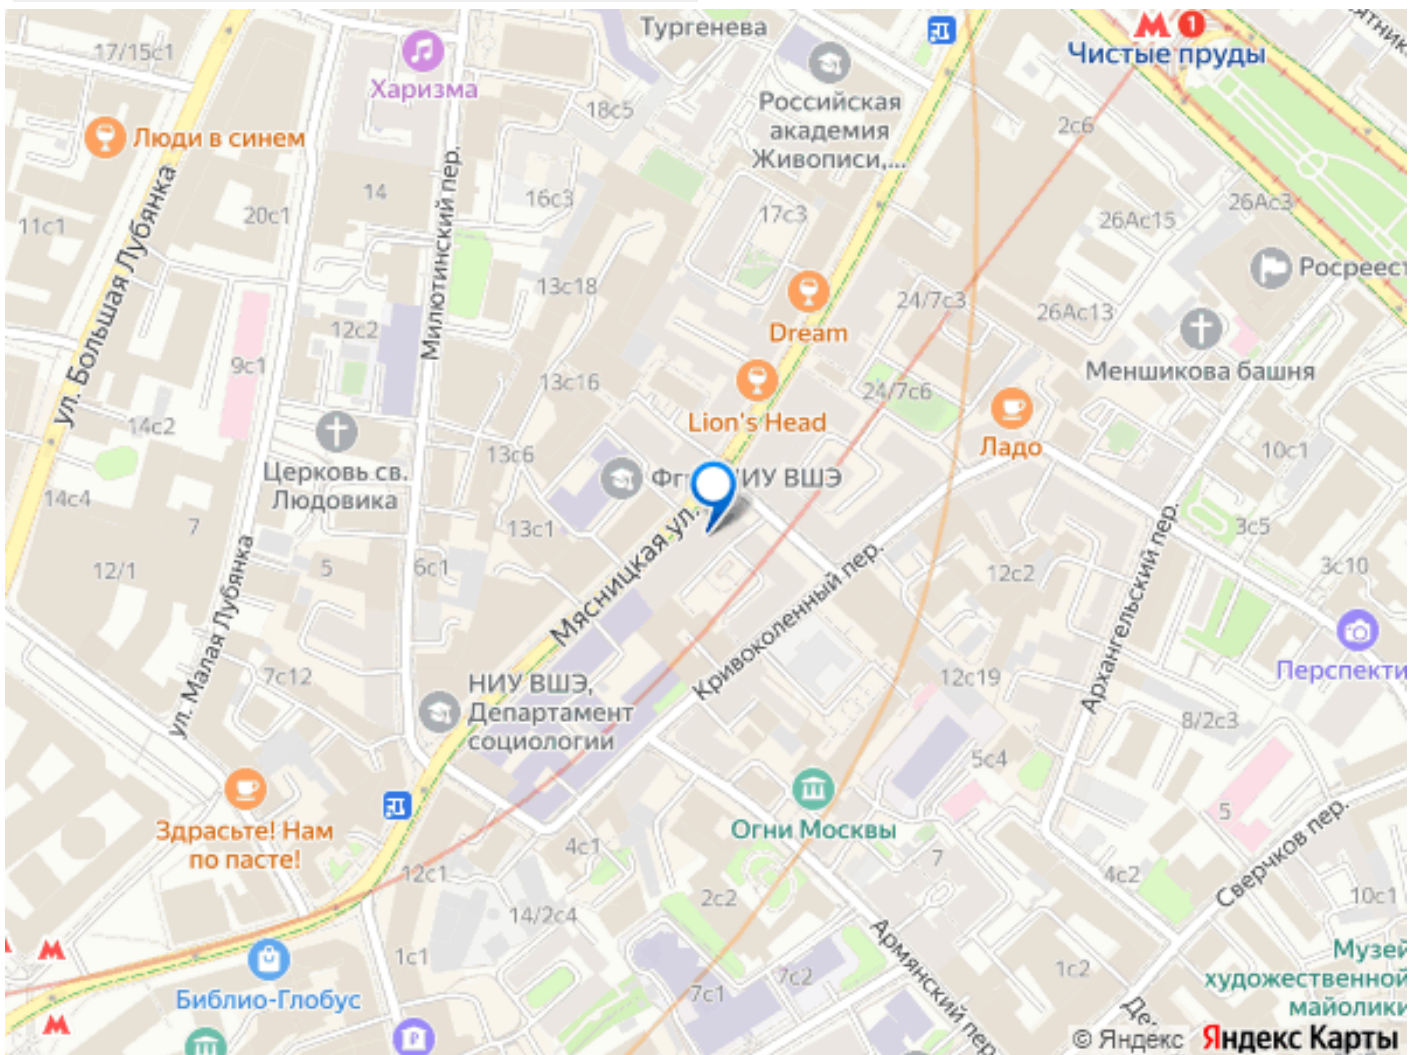 Тургенева
17/15с1
Харизма
1
Чистые пруды
Российская
академия
Живописи,...
18с5
2с6
Люди в синем
14
16с3
20с1
11с1
17с3
26Ас15
26Ас3
Росреест
ул. Большая Лубянка
Милютинский пер.
13с18
24/7с3
26Ас13
12с2
Dream
Меншикова башня
9с1
13с16
24/7с6
Lion's Head
Ладо
14с2
13с6
10с1
Церковь св.
Людовика
НИУ ВШЭ
14с4
7
13с1
3с5
Мясницкая ул.
12/1
5
6с1
12с2
3с10
ул. Малая Лубянка
Кривоколенный пер.
Архангельский пер.
Перспекти
7с12
НИУ ВШЭ,
Департамент
социологии
12с19
8/2с3
5с4
Огни Москвы
5
Здрасьте! Нам
по пасте!
4с1
7
12с1
4с2
Сверчков пер.
10с1
2с2
14/2с4
Армянский пер.
1с1
7с2
1с2
Музей
художественной
майолики
Библио-Глобус
7с1
Де
© Яндекс Яндекс Карты